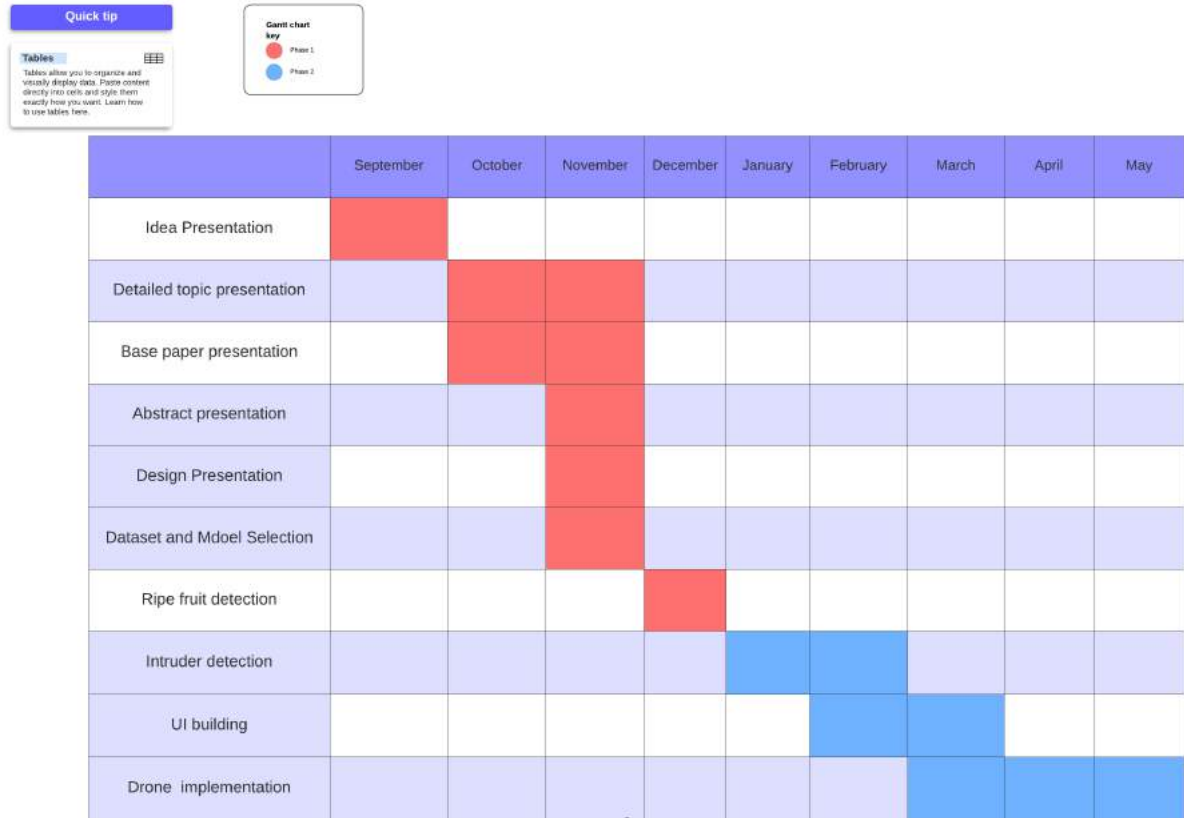 Quick tip
Tables
Tables allow you to organize and
visually display data. Paste content
directly into cells and style them
exactly how you want. Learn how
to use tables here.
Gantt chart
key
Phase 1
Phase 2
September October November December January February March April May
Idea Presentation
Detailed topic presentation
Base paper presentation
Abstract presentation
Design Presentation
Dataset and Mdoel Selection
Ripe fruit detection
Intruder detection
UI building
Drone implementation